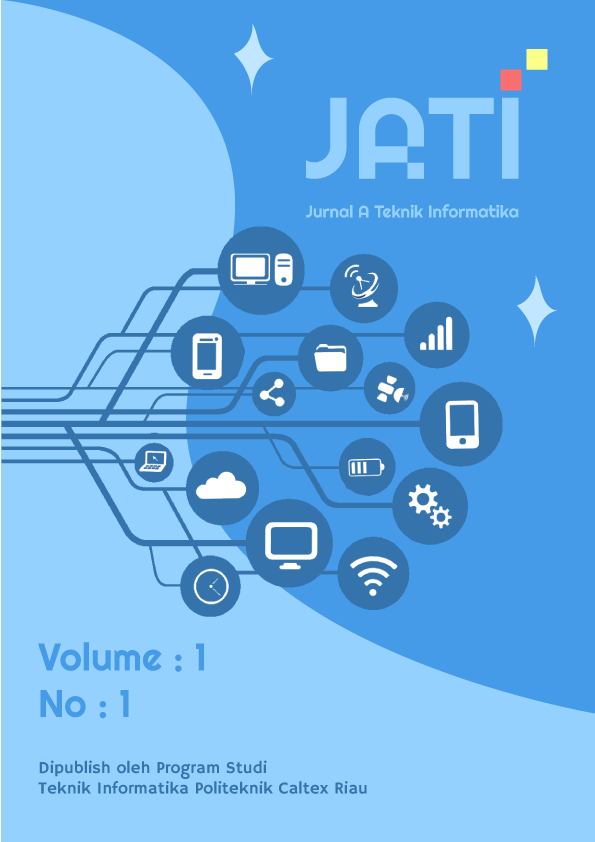 JATI
Jurnal A Teknik Informatika
Volume : 1
No : 1
Dipublish oleh Program Studi
Teknik Informatika Politeknik Caltex Riau